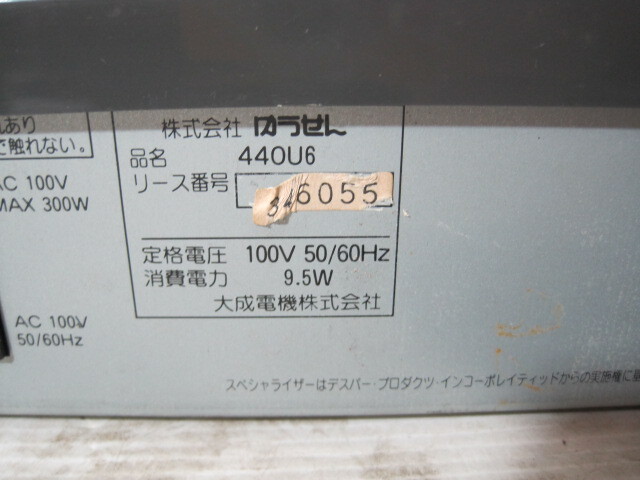 れあり
で触れない。
AC 100V
MAX 300W
AC 100V
50/60Hz
株式会社 ゆうせん
品名 440U6
リース番号 846055
定格電圧 100V 50/60Hz
消費電力 9.5W
大成電機株式会社
スペシャライザーはデスパー・プロダクツ・インコーポレイティッドからの実施権に